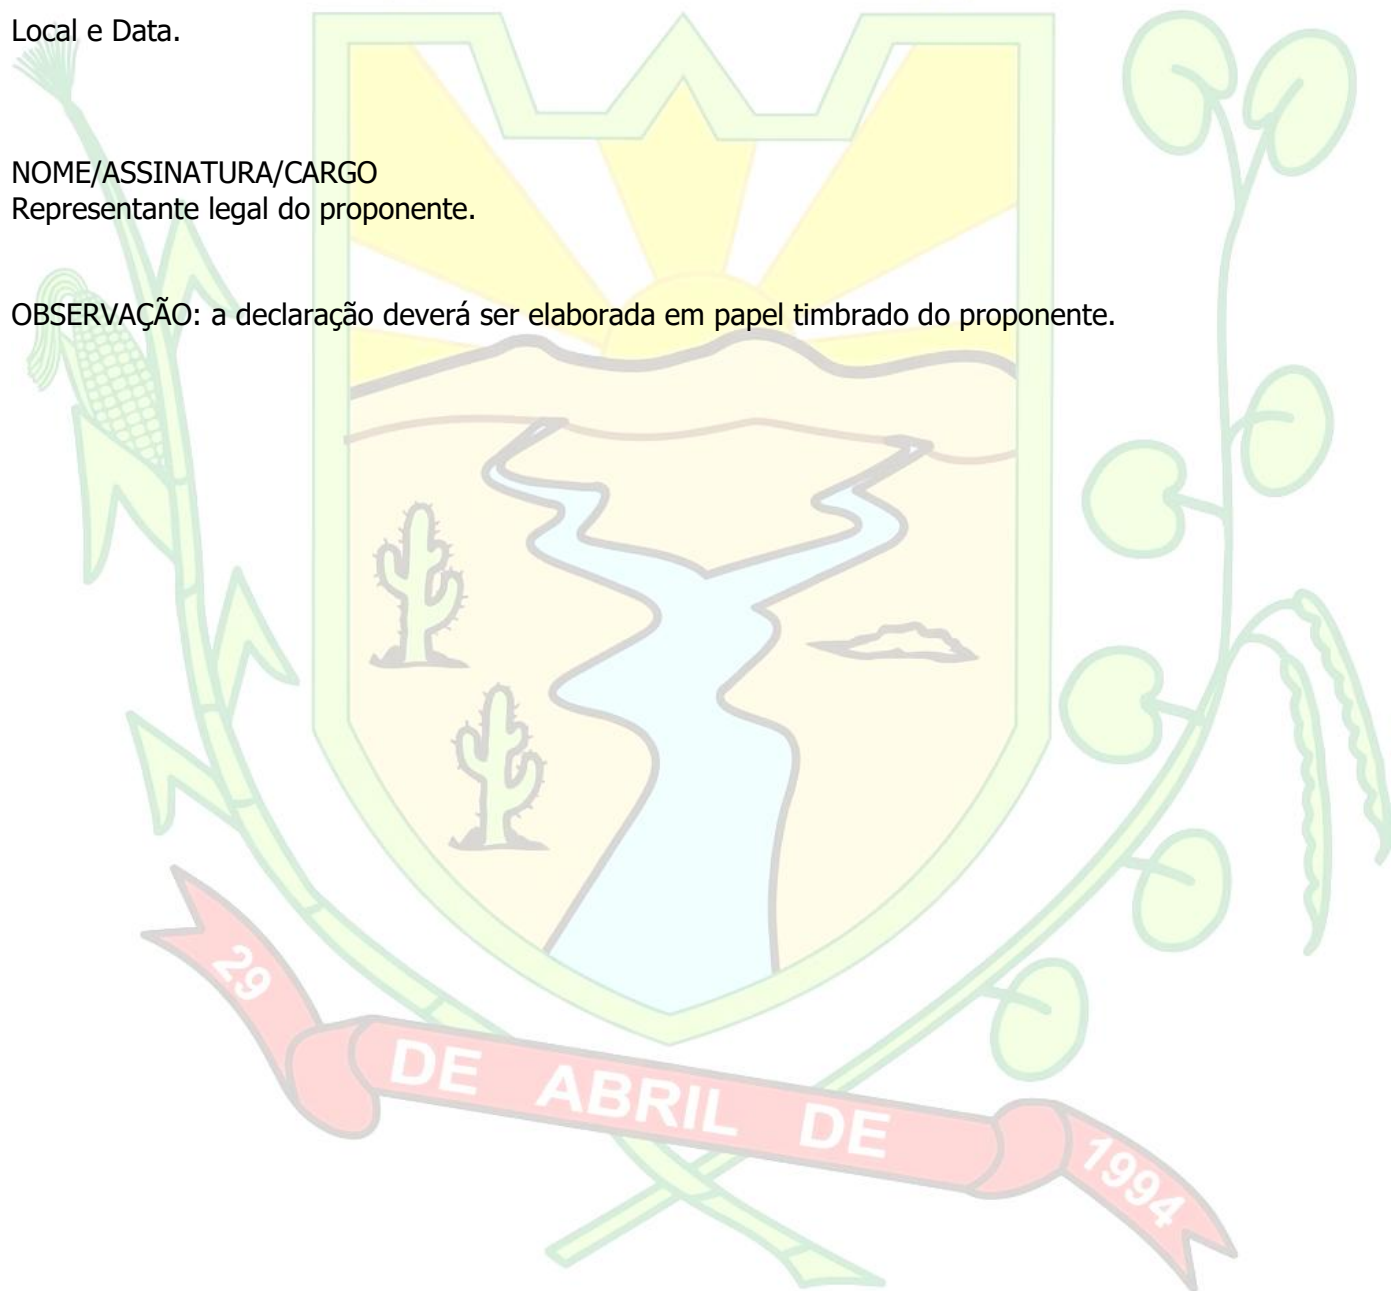 Local e Data.
NOME/ASSINATURA/CARGO
Representante legal do proponente.
OBSERVAÇÃO: a declaração deverá ser elaborada em papel timbrado do proponente.
29 DE ABRIL DE 1994